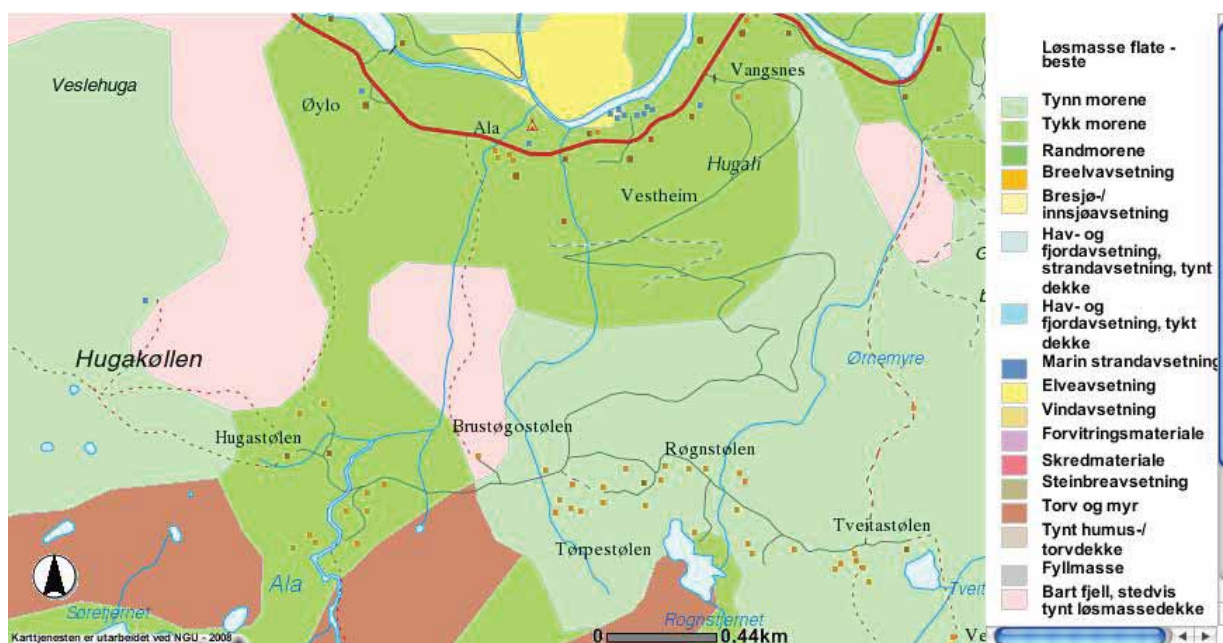 Veslehuga
Øylo
Ala
Vangsnes
Hugali
Vestheim
Hugakøllen
Ørnemyre
Hugastølen
Brustøgostølen
Røgnstølen
Tørpestølen
Tveitastølen
Ala
Søretjernet
Rognstjernet
Tveit
Ve
G
b
0 0.44km
Karttjenesten er utarbeidet ved NGU - 2008
Løsmasse flate -
beste
Tynn morene
Tykk morene
Randmorene
Breelvavsetning
Bresjø-/
innsjøavsetning
Hav- og
fjordavsetning,
strandavsetning, tynt
dekke
Hav- og
fjordavsetning, tykt
dekke
Marin strandavsetning
Elveavsetning
Vindavsetning
Forvitringsmateriale
Skredmateriale
Steinbreavsetning
Torv og myr
Tynt humus-/
torvdekke
Fyllmasse
Bart fjell, stedvis
tynt løsmassedekke